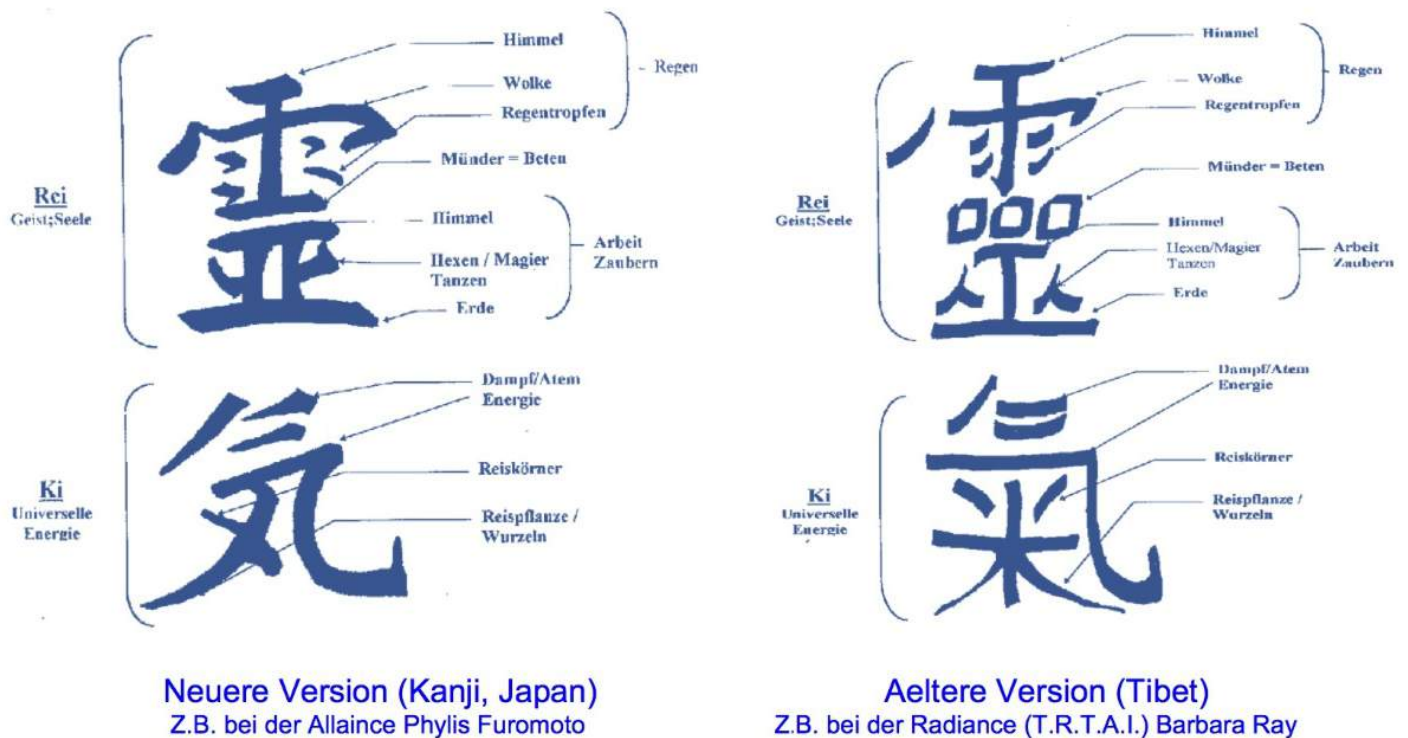 Himmel
Wolke
Regentropfen
Regen
Münder = Beten
Himmel
Hexen / Magier
Tanzen
Erde
Arbeit
Zaubern
Rei
Geist;Seele
靈
Dampf/Atem
Energie
Reiskörner
Reispflanze /
Wurzeln
Ki
Universelle
Energie
気
Neuere Version (Kanji, Japan)
Z.B. bei der Allaince Phylis Furomoto
Himmel
Wolke
Regentropfen
Regen
Münder = Beten
Himmel
Hexen/Magier
Tanzen
Erde
Arbeit
Zaubern
Rei
Geist;Seele
靈
Dampf/Atem
Energie
Reiskörner
Reispflanze /
Wurzeln
Ki
Universelle
Energie
氣
Aeltere Version (Tibet)
Z.B. bei der Radiance (T.R.T.A.I.) Barbara Ray